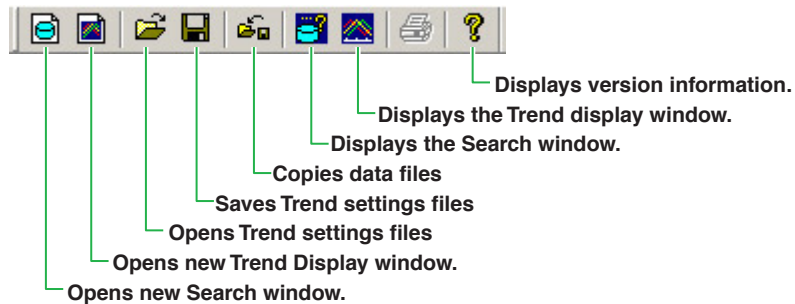 Displays version information.
Displays the Trend display window.
Displays the Search window.
Copies data files
Saves Trend settings files
Opens Trend settings files
Opens new Trend Display window.
Opens new Search window.